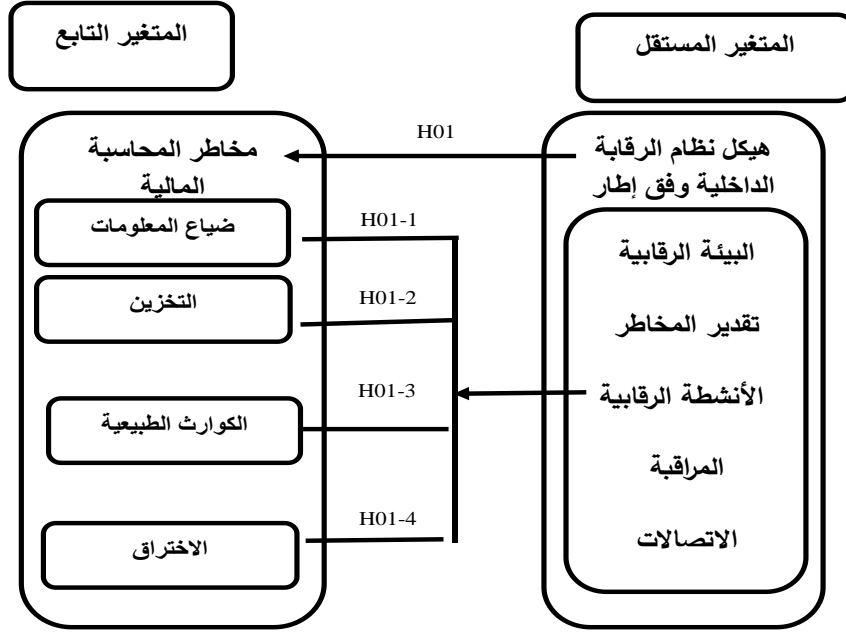 المتغير المستقل
المتغير التابع
هيكل نظام الرقابة
الداخلية وفق إطار
البيئة الرقابية
تقدير المخاطر
الأنشطة الرقابية
المراقبة
الاتصالات
H01
H01-1
H01-2
H01-3
H01-4
مخاطر المحاسبة
المالية
ضياع المعلومات
التخزين
الكوارث الطبيعية
الاختراق